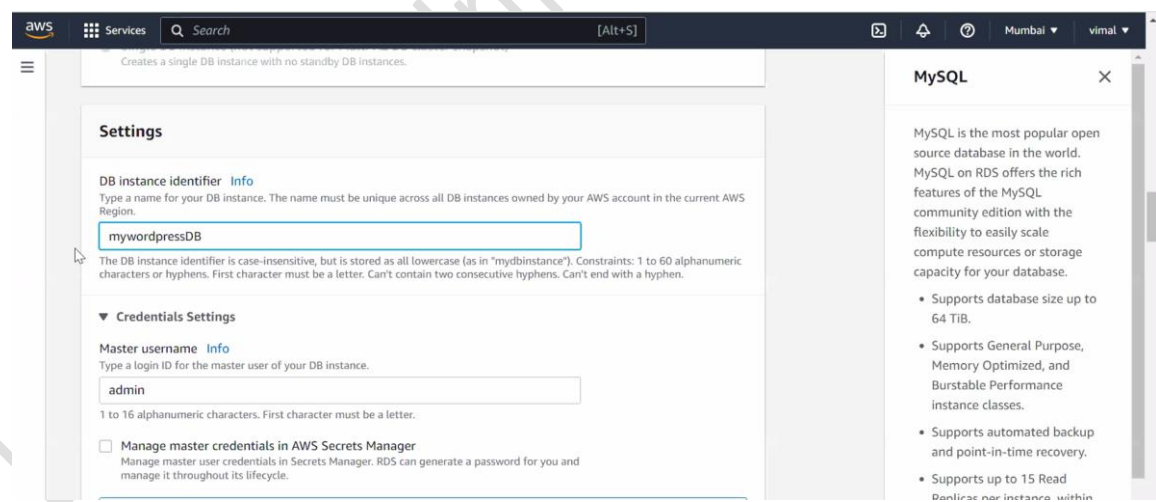 aws
Services
Search
[Alt+S]
Mumbai
vimal
Creates a single DB instance with no standby DB instances.
Settings
DB instance identifier Info
Type a name for your DB instance. The name must be unique across all DB instances owned by your AWS account in the current AWS
Region.
mywordpressDB
The DB instance identifier is case-insensitive, but is stored as all lowercase (as in "mydbinstance"). Constraints: 1 to 60 alphanumeric
characters or hyphens. First character must be a letter. Can't contain two consecutive hyphens. Can't end with a hyphen.
Credentials Settings
Master username Info
Type a login ID for the master user of your DB instance.
admin
1 to 16 alphanumeric characters. First character must be a letter.
Manage master credentials in AWS Secrets Manager
Manage master user credentials in Secrets Manager. RDS can generate a password for you and
manage it throughout its lifecycle.
MySQL
MySQL is the most popular open
source database in the world.
MySQL on RDS offers the rich
features of the MySQL
community edition with the
flexibility to easily scale
compute resources or storage
capacity for your database.
• Supports database size up to
64 TiB.
• Supports General Purpose,
Memory Optimized, and
Burstable Performance
instance classes.
• Supports automated backup
and point-in-time recovery.
• Supports up to 15 Read
Replicas per instance, within